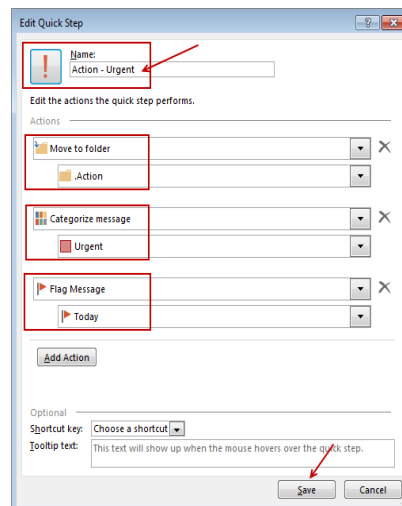 Edit Quick Step
Name:
Action - Urgent
Edit the actions the quick step performs.
Actions
Move to folder
.Action
Categorize message
Urgent
Flag Message
Today
Add Action
Optional
Shortcut key: Choose a shortcut
Tooltip text: This text will show up when the mouse hovers over the quick step.
Save Cancel